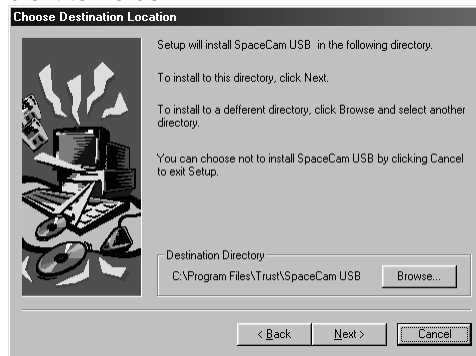 Choose Destination Location
Setup will install SpaceCam USB in the following directory.
To install to this directory, click Next.
To install to a defferent directory, click Browse and select another
directory.
You can choose not to install SpaceCam USB by clicking Cancel
to exit Setup.
Destination Directory
C:\Program Files\Trust\SpaceCam USB
Browse...
< Back
Next >
Cancel